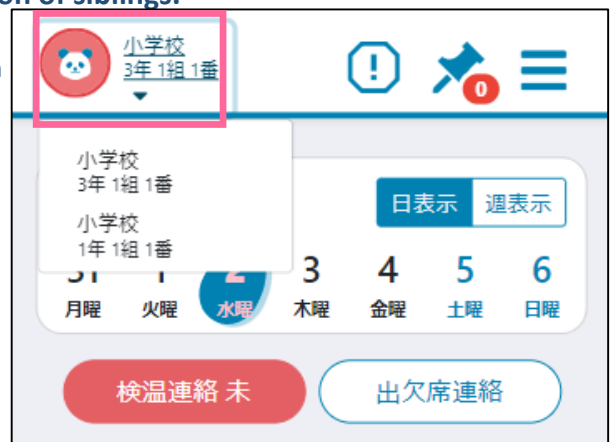 on of siblings.
小学校
3年 1組 1番
0
小学校
3年 1組 1番
小学校
1年 1組 1番
日表示 週表示
31 1 2 3 4 5 6
月曜 火曜 水曜 木曜 金曜 土曜 日曜
検温連絡 未 出欠席連絡